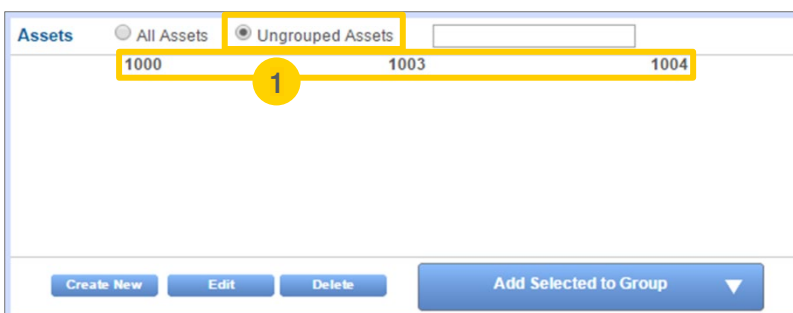 Assets All Assets Ungrouped Assets
1000 1003 1004
1
Create New Edit Delete Add Selected to Group